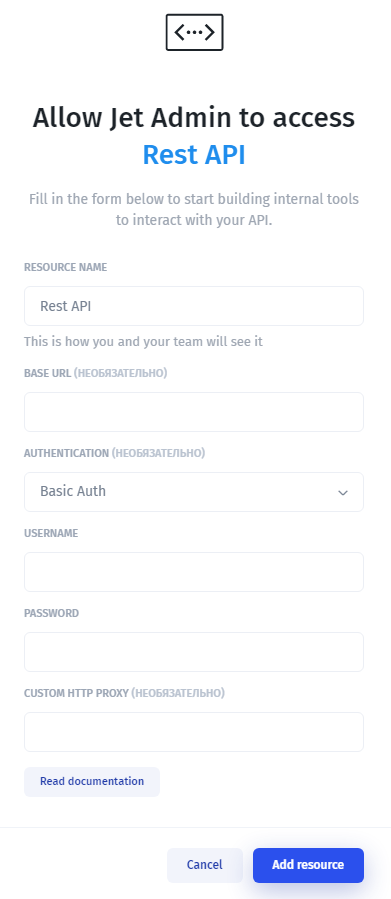 Allow Jet Admin to access
Rest API
Fill in the form below to start building internal tools
to interact with your API.
RESOURCE NAME
Rest API
This is how you and your team will see it
BASE URL (НЕОБЯЗАТЕЛЬНО)
AUTHENTICATION (НЕОБЯЗАТЕЛЬНО)
Basic Auth
USERNAME
PASSWORD
CUSTOM HTTP PROXY (НЕОБЯЗАТЕЛЬНО)
Read documentation
Cancel
Add resource